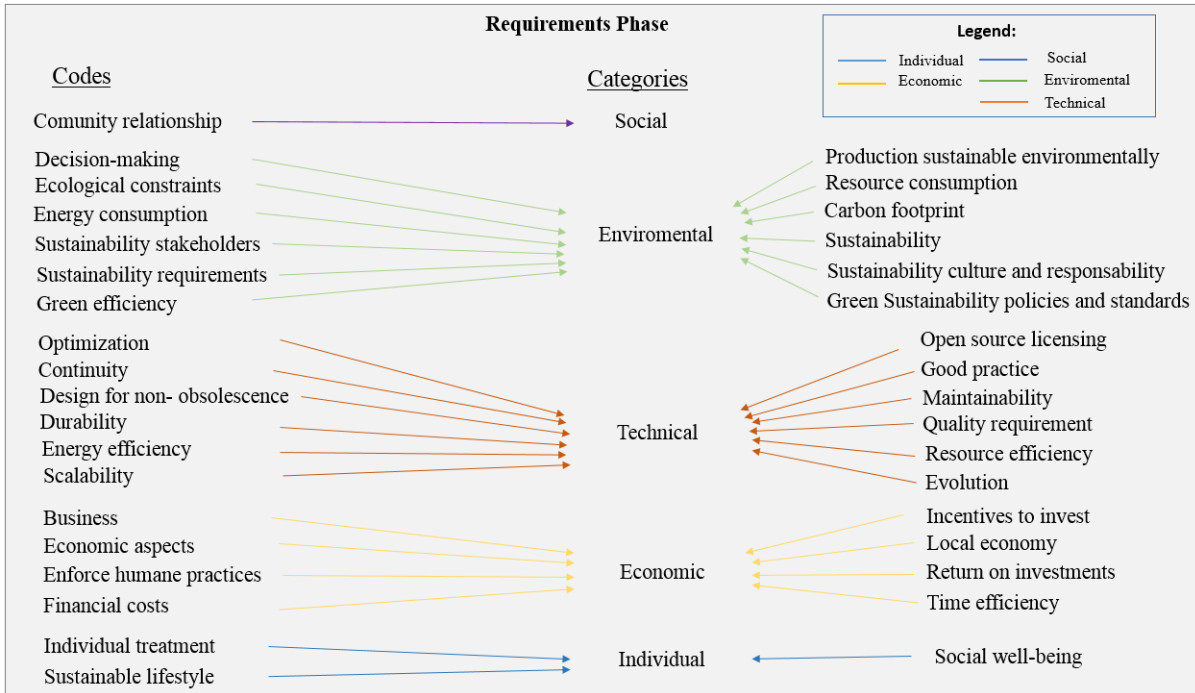 Requirements Phase
Legend:
Individual
Social
Economic
Enviromental
Technical
Codes
Categories
Comunity relationship
Social
Decision-making
Ecological constraints
Energy consumption
Sustainability stakeholders
Sustainability requirements
Green efficiency
Enviromental
Production sustainable environmentally
Resource consumption
Carbon footprint
Sustainability
Sustainability culture and responsability
Green Sustainability policies and standards
Optimization
Continuity
Design for non- obsolescence
Durability
Energy efficiency
Scalability
Technical
Open source licensing
Good practice
Maintainability
Quality requirement
Resource efficiency
Evolution
Business
Economic aspects
Enforce humane practices
Financial costs
Economic
Incentives to invest
Local economy
Return on investments
Time efficiency
Individual treatment
Sustainable lifestyle
Individual
Social well-being